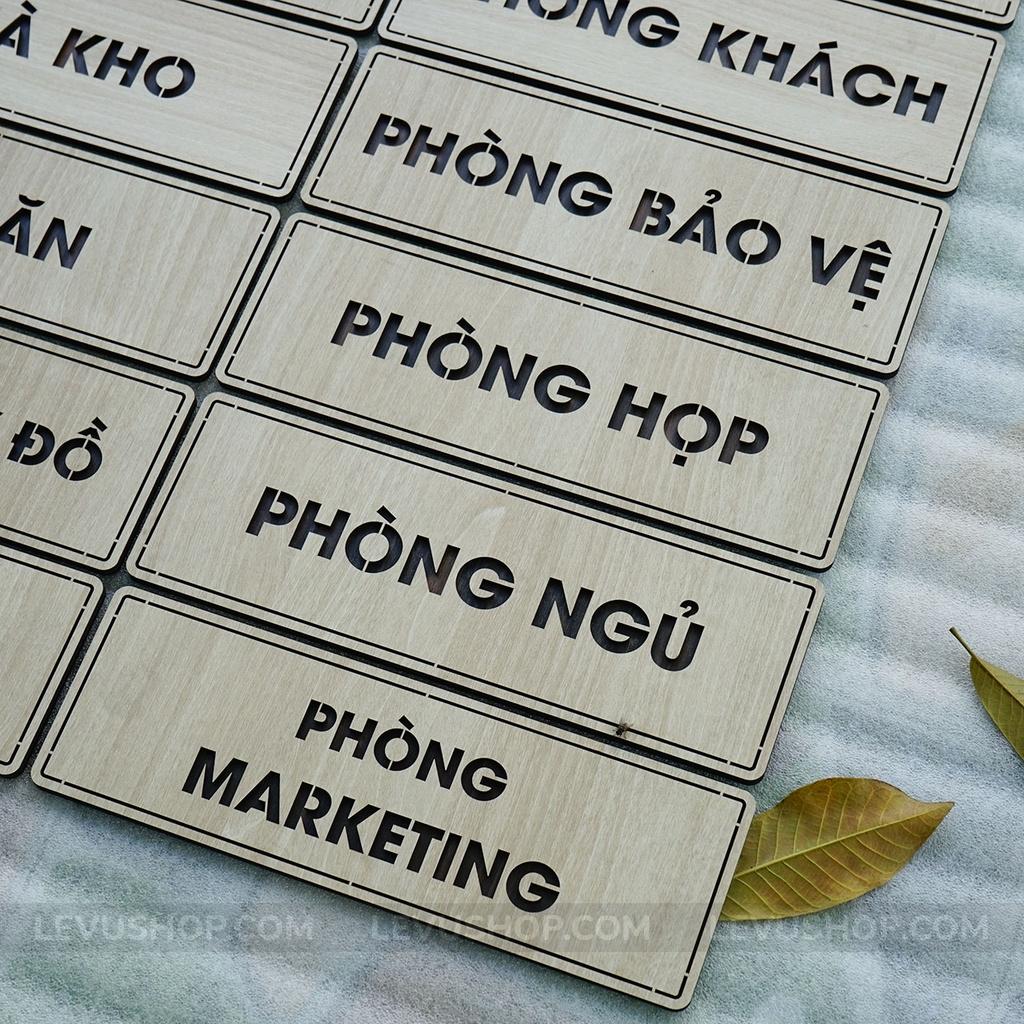 KHO
KHÁCH
PHÒNG BẢO VỆ
ĂN
PHÒNG HỌP
ĐỒ
PHÒNG NGỦ
PHÒNG
MARKETING
LEVUSHOP.COM LEVUSHOP.COM LEVUSHOP.COM